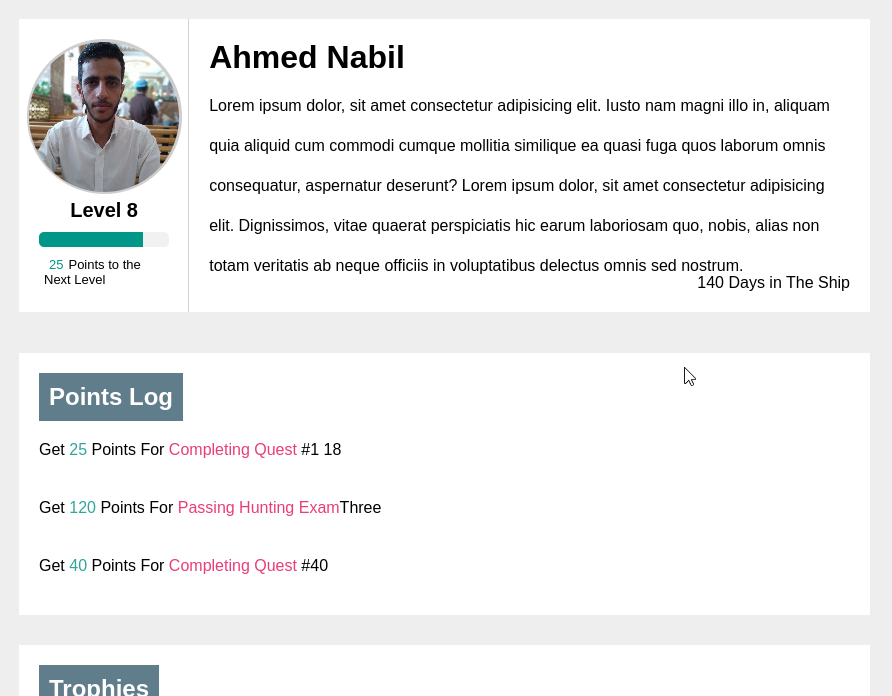 Ahmed Nabil
Lorem ipsum dolor, sit amet consectetur adipisicing elit. Iusto nam magni illo in, aliquam
quia aliquid cum commodi cumque mollitia similique ea quasi fuga quos laborum omnis
consequatur, aspernatur deserunt? Lorem ipsum dolor, sit amet consectetur adipisicing
elit. Dignissimos, vitae quaerat perspiciatis hic earum laboriosam quo, nobis, alias non
totam veritatis ab neque officiis in voluptatibus delectus omnis sed nostrum.
140 Days in The Ship
Level 8
25 Points to the
Next Level
Points Log
Get 25 Points For Completing Quest #1 18
Get 120 Points For Passing Hunting ExamThree
Get 40 Points For Completing Quest #40
Trophies